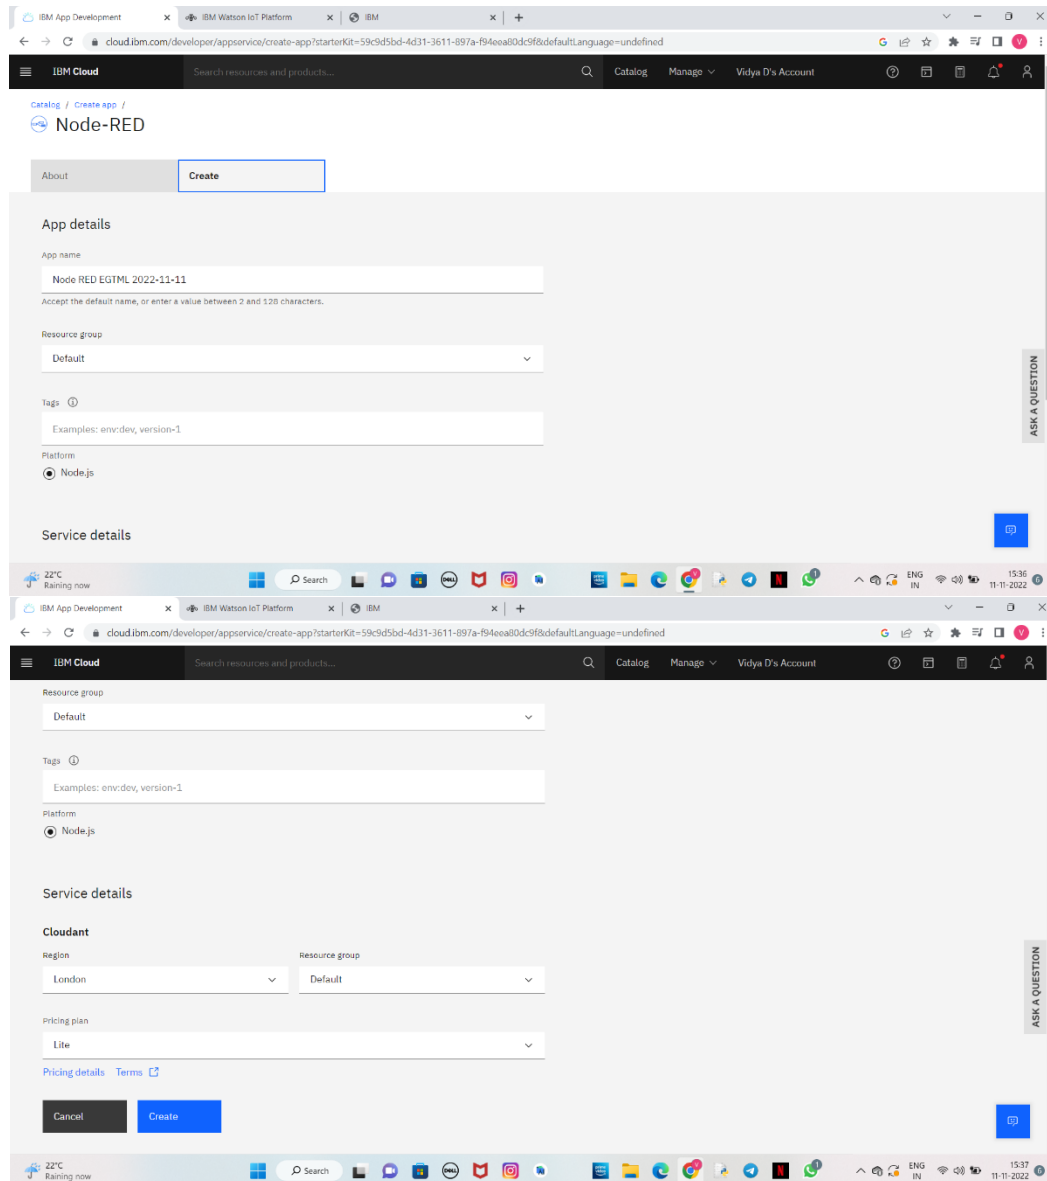 IBM App Development
IBM Watson IoT Platform
IBM
cloud.ibm.com/developer/appservice/create-app?starterKit=59c9d5bd-4d31-3611-897a-f94eea80dc9f&defaultLanguage=undefined
IBM Cloud
Search resources and products...
Catalog
Manage
Vidya D's Account
Catalog / Create app /
Node-RED
About
Create
App details
App name
Node RED EGTML 2022-11-11
Accept the default name, or enter a value between 2 and 128 characters.
Resource group
Default
ASK A QUESTION
Tags
Examples: env:dev, version-1
Platform
Node.js
Service details
22°C
Raining now
Search
ENG
IN
15:36
11-11-2022
IBM App Development
IBM Watson IoT Platform
IBM
cloud.ibm.com/developer/appservice/create-app?starterKit=59c9d5bd-4d31-3611-897a-f94eea80dc9f&defaultLanguage=undefined
IBM Cloud
Search resources and products...
Catalog
Manage
Vidya D's Account
Resource group
Default
Tags
Examples: env:dev, version-1
Platform
Node.js
Service details
Cloudant
Region
Resource group
London
Default
ASK A QUESTION
Pricing plan
Lite
Pricing details Terms
Cancel
Create
22°C
Raining now
Search
ENG
IN
15:37
11-11-2022